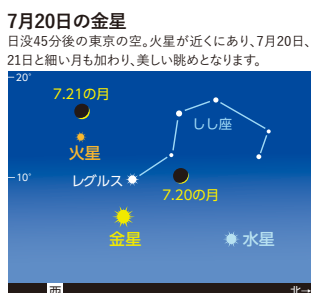 7月20日の金星
日没45分後の東京の空。火星が近くにあり、7月20日、
21日と細い月も加わり、美しい眺めとなります。
20°
7.21の月
しし座
火星
10°
レグルス
7.20の月
金星
水星
西
北→